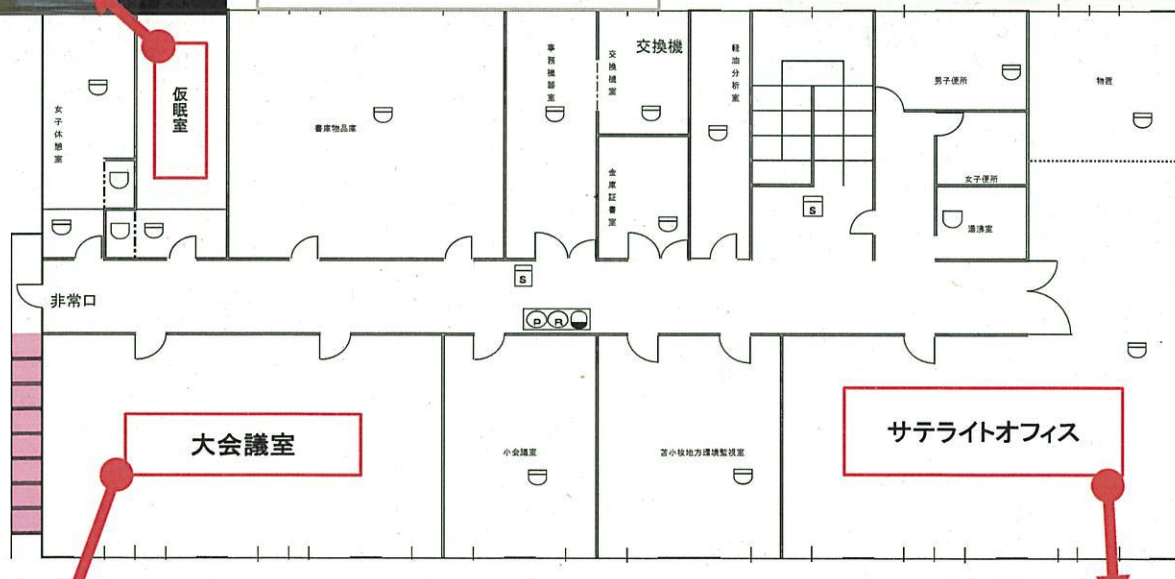 女子休憩室
仮眠室
書庫物品庫
事務機器室
交換機室
交換機
金庫証書室
軽油分析室
男子便所
女子便所
湯沸室
物置
S
S
非常口
P R
大会議室
小会議室
苫小牧地方環境監視室
サテライトオフィス